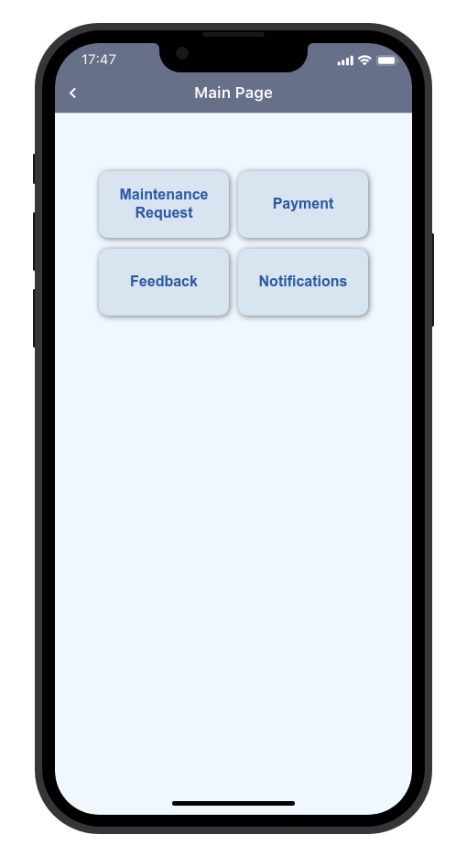 17:47
Main Page
Maintenance
Request
Payment
Feedback
Notifications